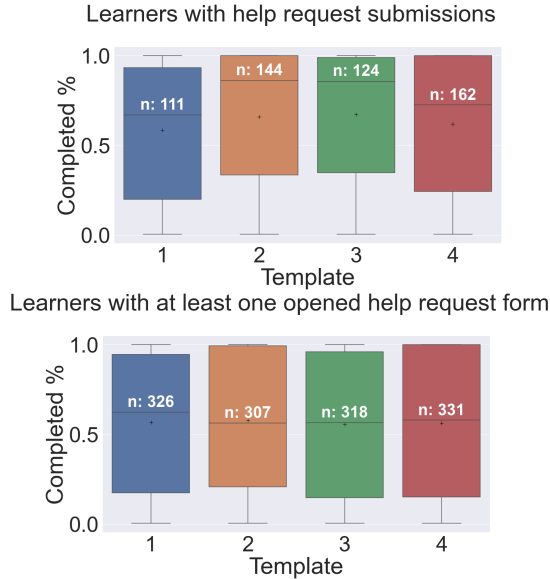 Learners with help request submissions
Completed %
1.0
0.5
0.0
n: 111
n: 144
n: 124
n: 162
1 2 3 4
Template
Learners with at least one opened help request form
Completed %
1.0
0.5
0.0
n: 326
n: 307
n: 318
n: 331
1 2 3 4
Template